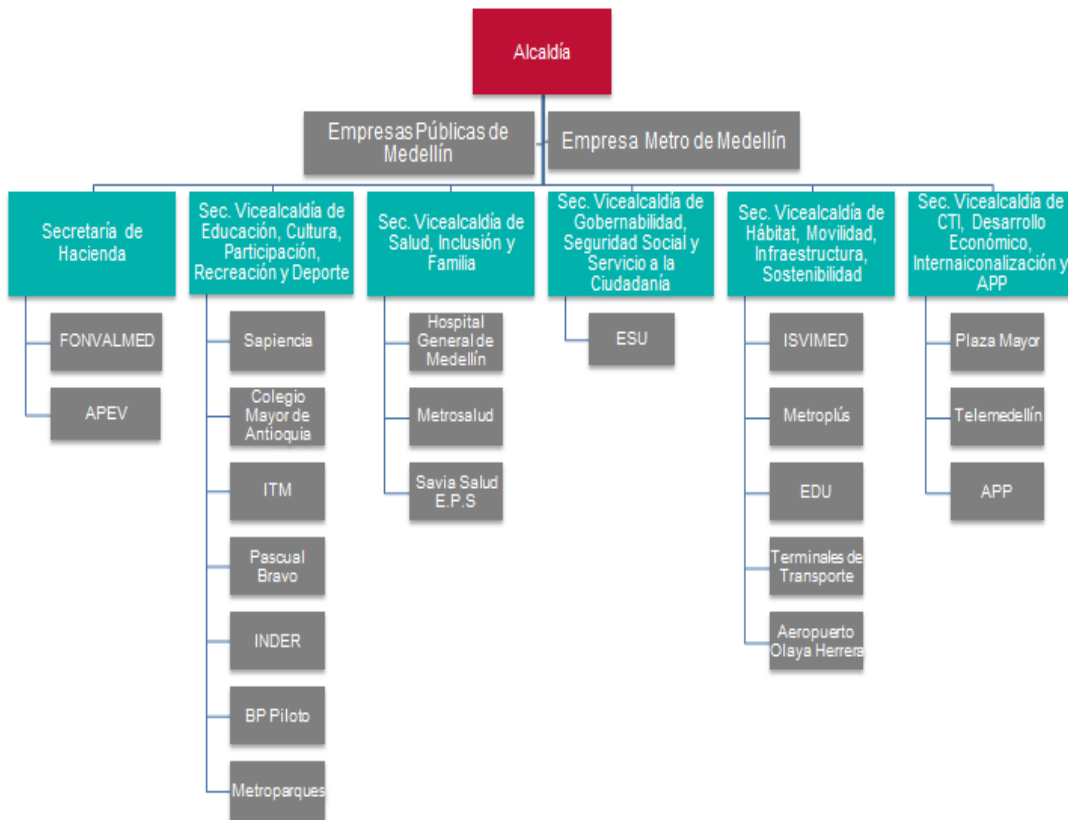 Alcaldía
Empresas Públicas de
Medellín
Empresa Metro de Medellín
Secretaría de
Hacienda
FONVALMED
APEV
Sec. Vicealcaldía de
Educación, Cultura,
Participación,
Recreación y Deporte
Sapiencia
Colegio
Mayor de
Antioquia
ITM
Pascual
Bravo
INDER
BP Piloto
Metroparques
Sec. Vicealcaldía de
Salud, Inclusión y
Familia
Hospital
General de
Medellín
Metrosalud
Savia Salud
E.P.S
Sec. Vicealcaldía de
Gobernabilidad,
Seguridad Social y
Servicio a la
Ciudadanía
ESU
Sec. Vicealcaldía de
Hábitat, Movilidad,
Infraestructura,
Sostenibilidad
ISVIMED
Metroplús
EDU
Terminales de
Transporte
Aeropuerto
Olaya Herrera
Sec. Vicealcaldía de
CTI, Desarrollo
Económico,
Internaiconalización y
APP
Plaza Mayor
Telemedellín
APP